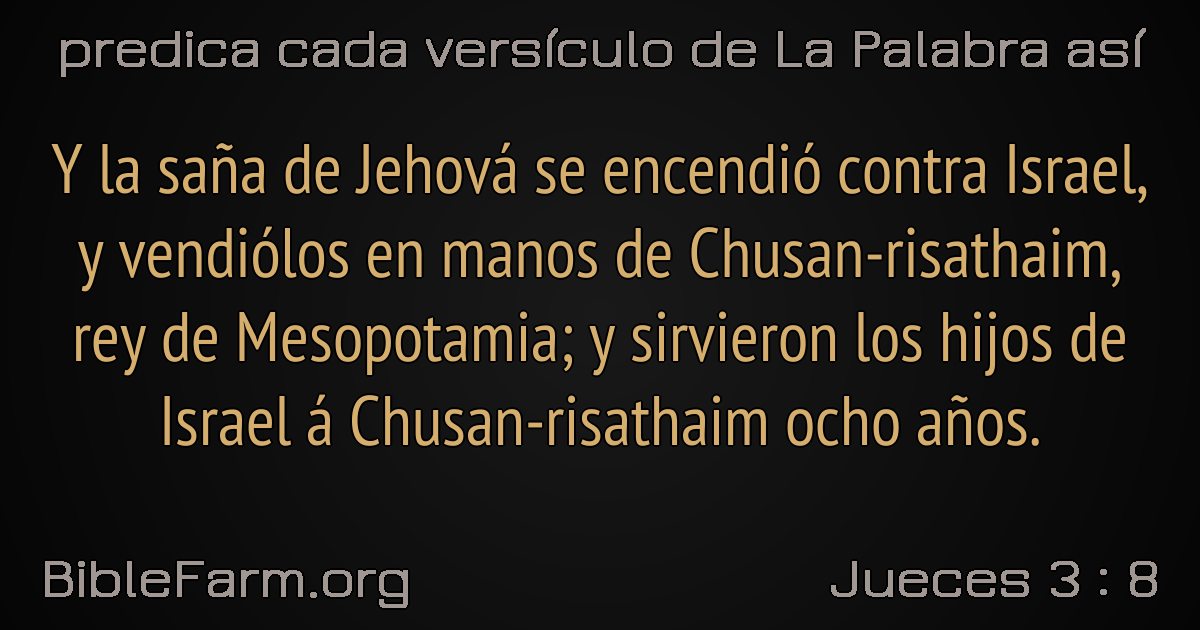 predica cada versículo de La Palabra así
Y la saña de Jehová se encendió contra Israel,
y vendiólos en manos de Chusan-risathaim,
rey de Mesopotamia; y sirvieron los hijos de
Israel á Chusan-risathaim ocho años.
BibleFarm.org
Jueces 3 : 8